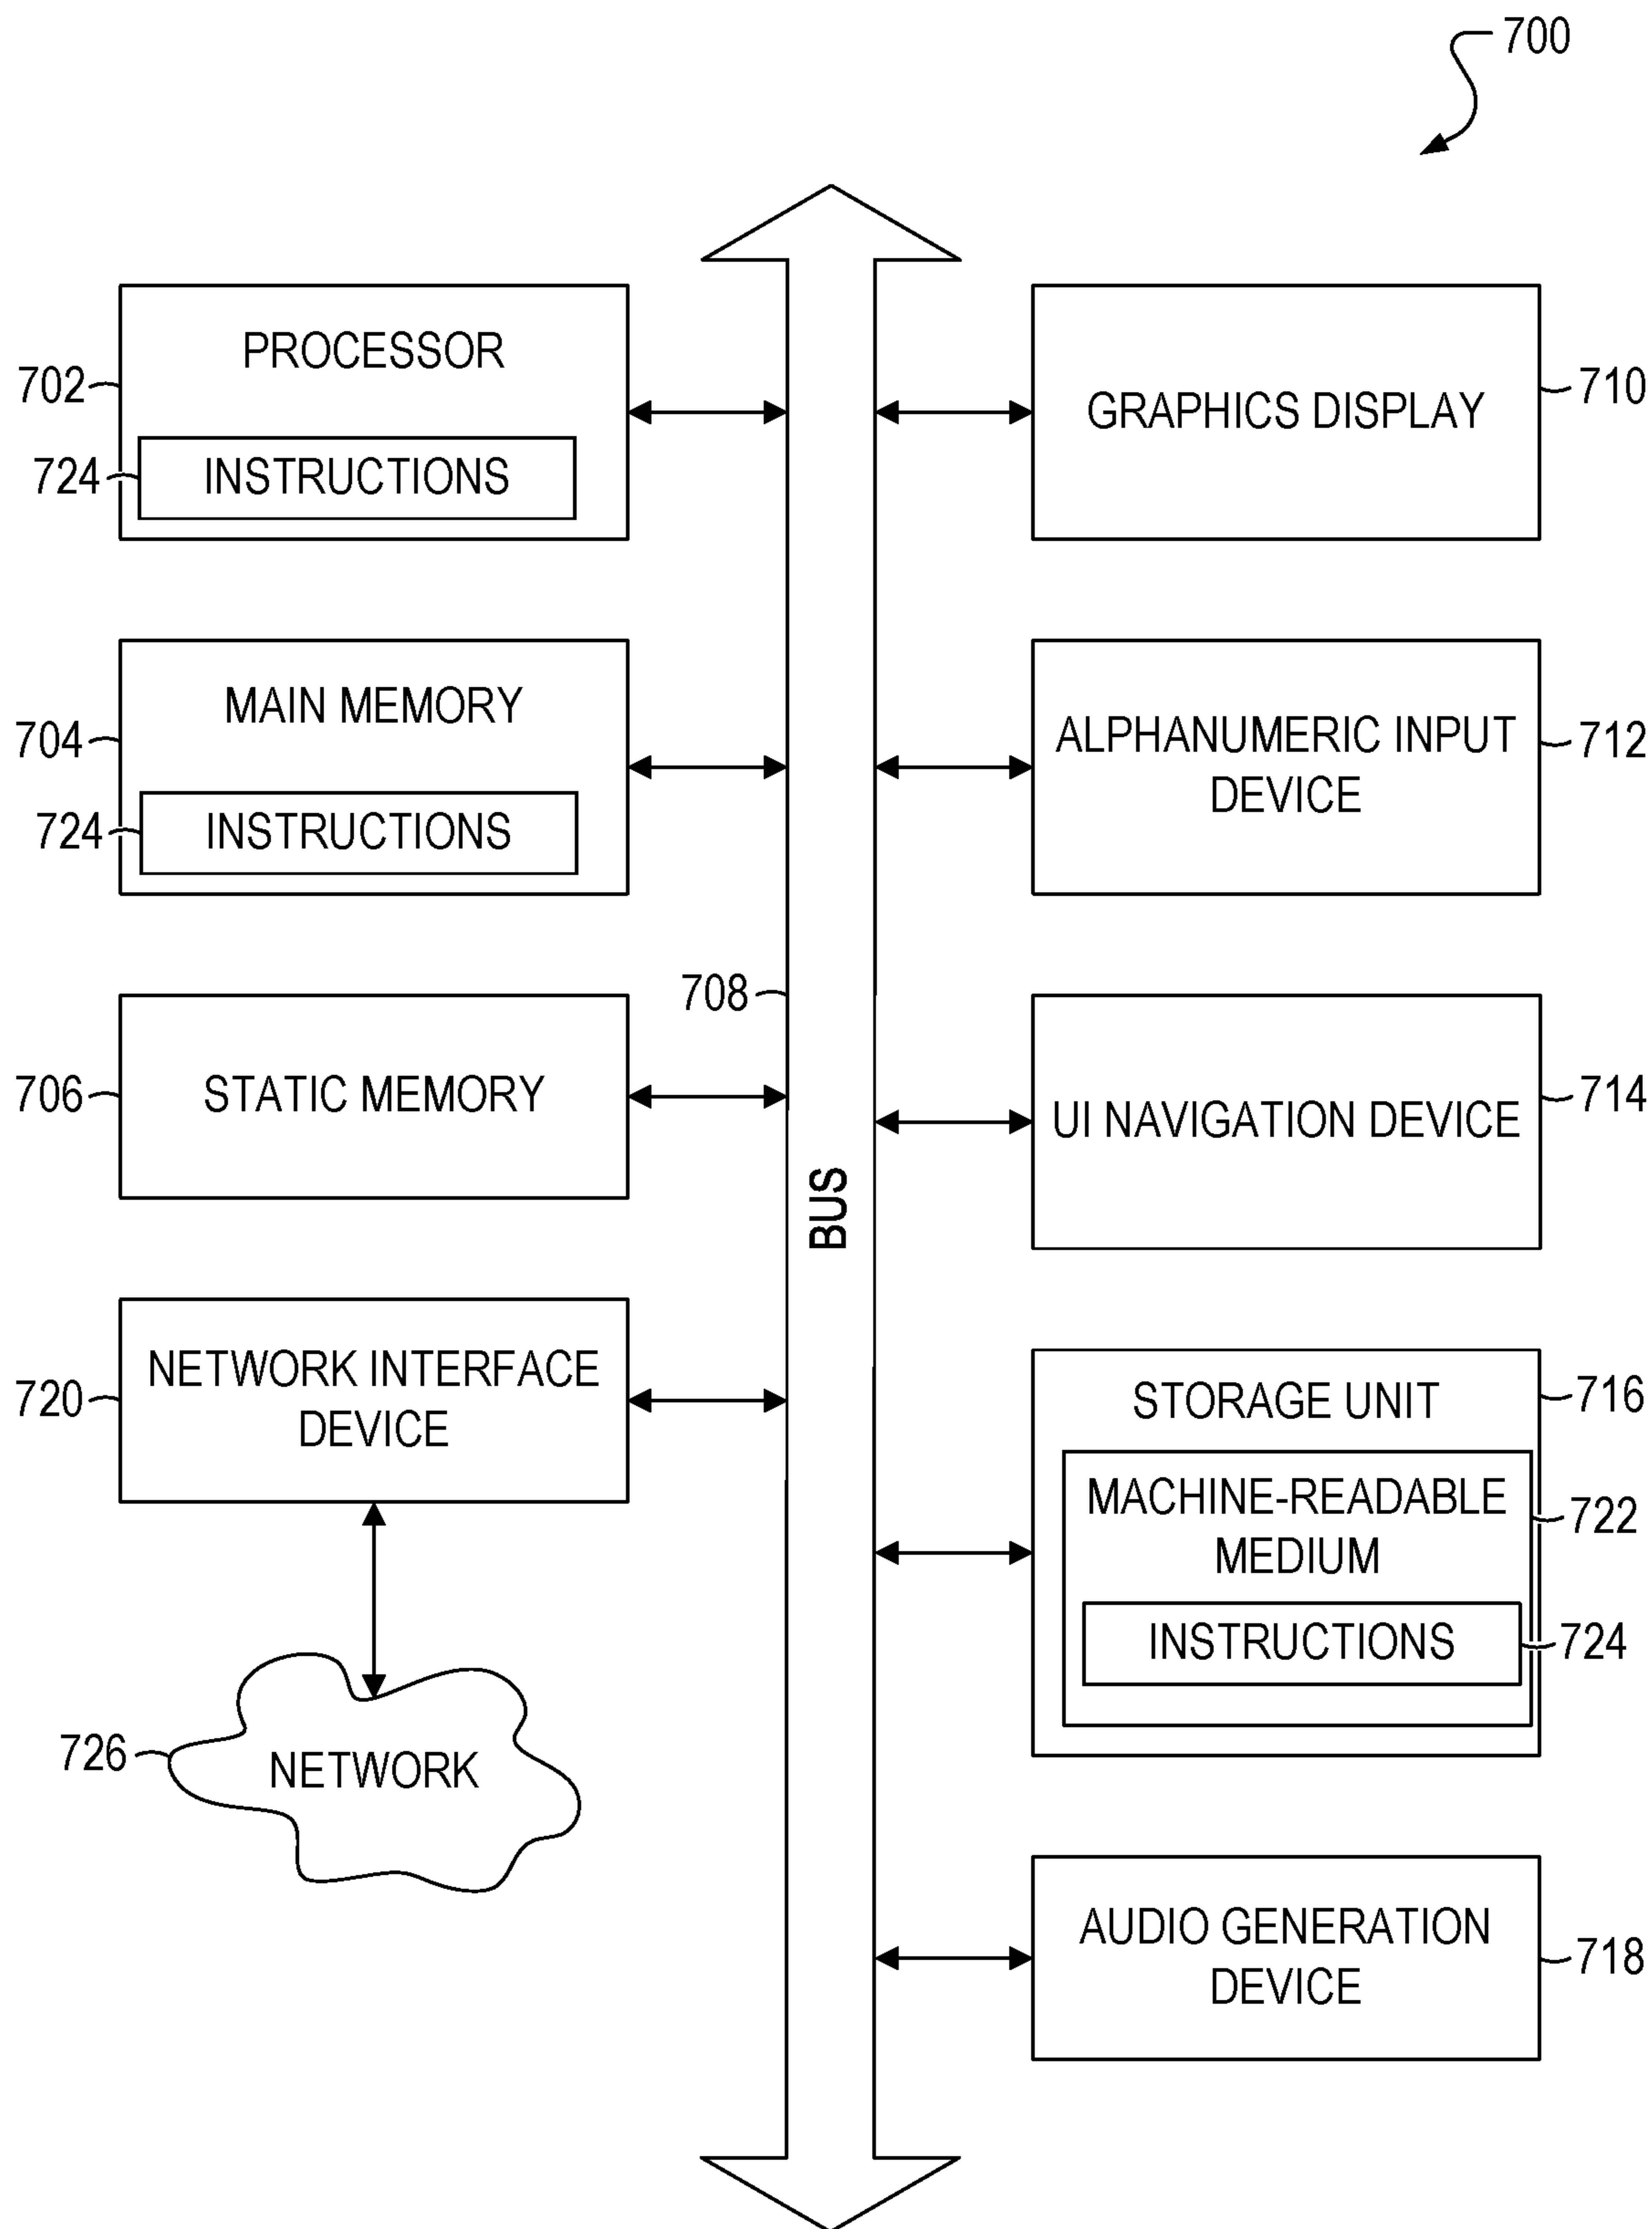 700
PROCESSOR
702
724
INSTRUCTIONS
MAIN MEMORY
704
724
INSTRUCTIONS
708
706
STATIC MEMORY
BUS
NETWORK INTERFACE
DEVICE
720
726
NETWORK
GRAPHICS DISPLAY
710
ALPHANUMERIC INPUT
DEVICE
712
UI NAVIGATION DEVICE
714
STORAGE UNIT
716
MACHINE-READABLE
MEDIUM
722
INSTRUCTIONS
724
AUDIO GENERATION
DEVICE
718